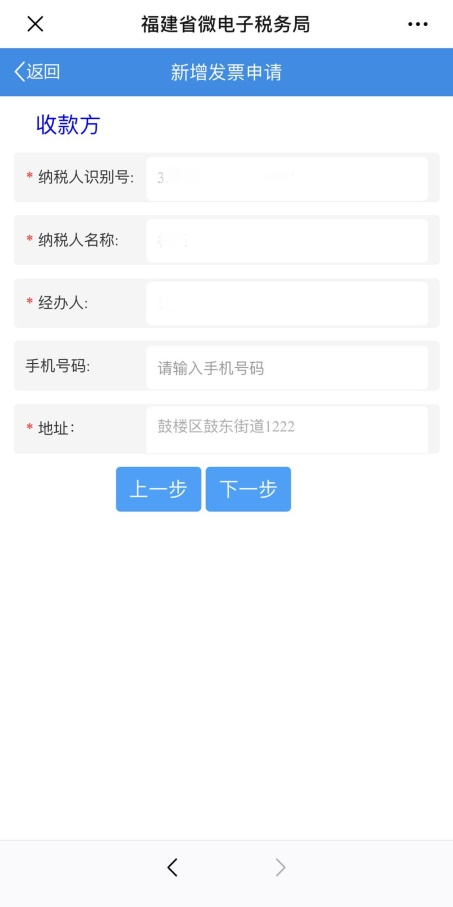 福建省微电子税务局
返回 新增发票申请
收款方
* 纳税人识别号: 3
* 纳税人名称:
* 经办人:
手机号码: 请输入手机号码
* 地址： 鼓楼区鼓东街道1222
上一步 下一步